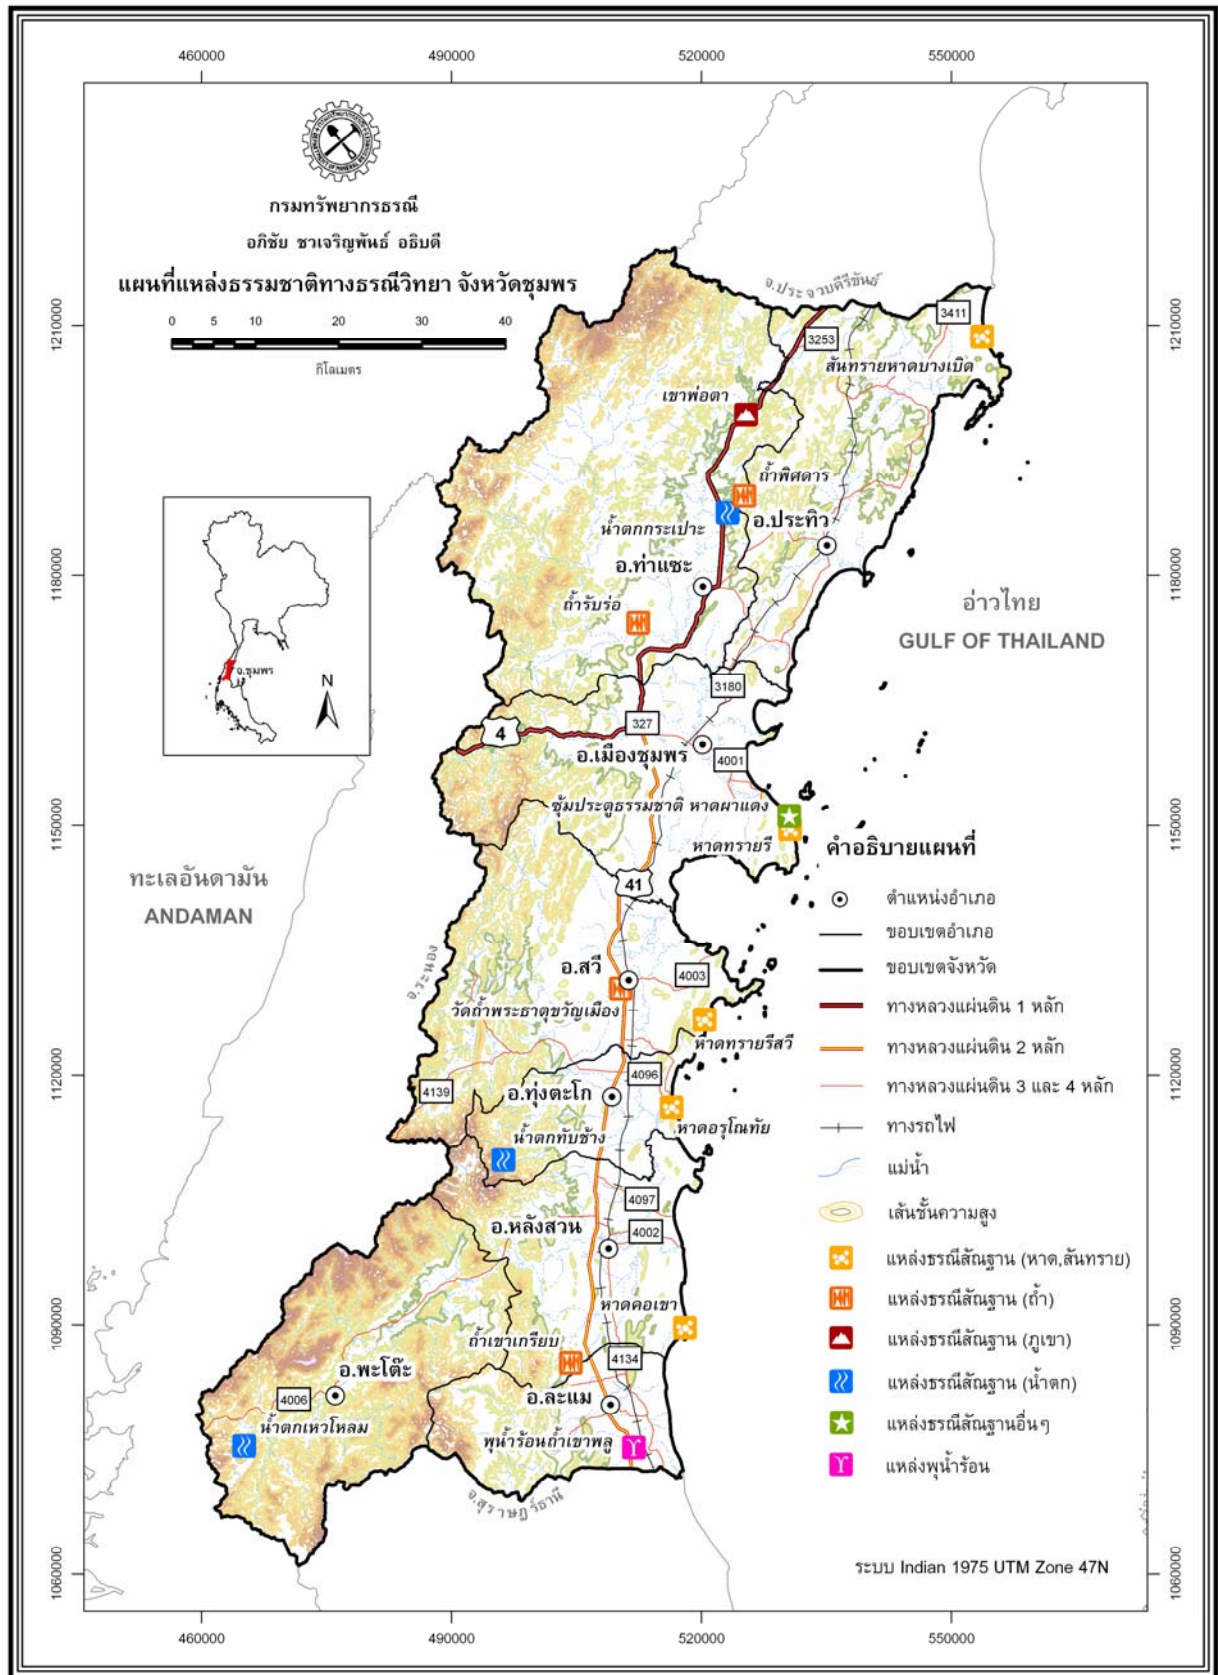 460000
490000
520000
550000
กรมทรัพยากรธรณี
DEPARTMENT OF MINERAL RESOURCES
กรมทรัพยากรธรณี
อภิชัย ชวเจริญพันธ์ อธิบดี
แผนที่แหล่งธรรมชาติทางธรณีวิทยา จังหวัดชุมพร
0 5 10 20 30 40
กิโลเมตร
จ.ประจวบคีรีขันธ์
3411
3253
1210000
1210000
สันทรายหาดบางเบิด
เขาพ่อตา
ถ้ำพิศดาร
น้ำตกกระเปาะ
อ.ประทิว
อ.ท่าแซะ
1180000
1180000
ถ้ำรับร่อ
อ่าวไทย
GULF OF THAILAND
จ.ชุมพร
N
3180
327
4
อ.เมืองชุมพร
4001
ซุ้มประตูธรรมชาติ หาดผาแดง
1150000
1150000
หาดทรายรี
ทะเลอันดามัน
ANDAMAN
41
จ.ระนอง
อ.สวี
4003
วัดถ้ำพระธาตุขวัญเมือง
หาดทรายรีสวี
1120000
1120000
4096
4139
อ.ทุ่งตะโก
หาดอรุโณทัย
น้ำตกทับช้าง
4097
อ.หลังสวน
4002
หาดคอเขา
1090000
1090000
ถ้ำเขาเกรียบ
4134
อ.พะโต๊ะ
4006
อ.ละแม
น้ำตกเหวโหลม
พุน้ำร้อนถ้ำเขาพลู
จ.สุราษฎร์ธานี
1060000
1060000
คำอธิบายแผนที่
ตำแหน่งอำเภอ
ขอบเขตอำเภอ
ขอบเขตจังหวัด
ทางหลวงแผ่นดิน 1 หลัก
ทางหลวงแผ่นดิน 2 หลัก
ทางหลวงแผ่นดิน 3 และ 4 หลัก
ทางรถไฟ
แม่น้ำ
เส้นชั้นความสูง
แหล่งธรณีสัณฐาน (หาด,สันทราย)
แหล่งธรณีสัณฐาน (ถ้ำ)
แหล่งธรณีสัณฐาน (ภูเขา)
แหล่งธรณีสัณฐาน (น้ำตก)
แหล่งธรณีสัณฐานอื่นๆ
แหล่งพุน้ำร้อน
ระบบ Indian 1975 UTM Zone 47N
460000
490000
520000
550000